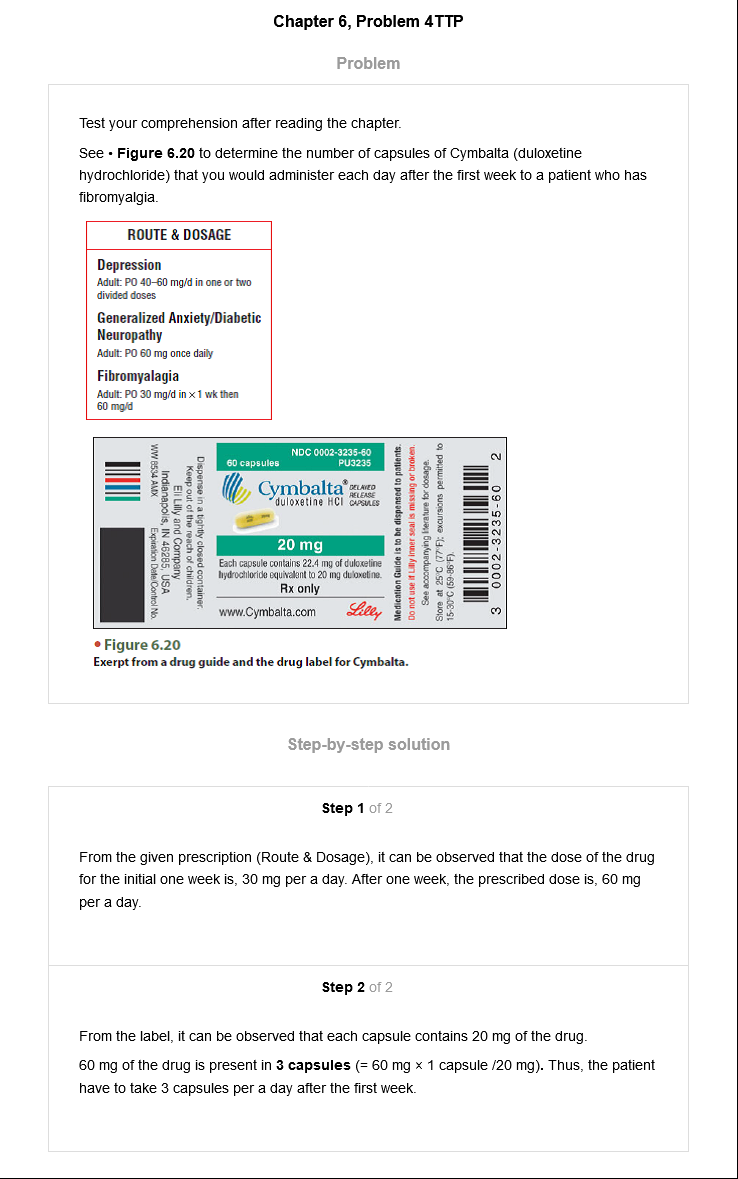 Chapter 6, Problem 4TTP
Problem
Test your comprehension after reading the chapter.
See • Figure 6.20 to determine the number of capsules of Cymbalta (duloxetine
hydrochloride) that you would administer each day after the first week to a patient who has
fibromyalgia.
ROUTE & DOSAGE
Depression
Adult: PO 40–60 mg/d in one or two
divided doses
Generalized Anxiety/Diabetic
Neuropathy
Adult: PO 60 mg once daily
Fibromyalagia
Adult: PO 30 mg/d in × 1 wk then
60 mg/d
WW 8534 AMX
Expiration Date/Control No.
Indianapolis, IN 46285, USA
Eli Lilly and Company
Keep out of the reach of children.
Dispense in a tightly closed container.
NDC 0002-3235-60
60 capsules PU3235
Cymbalta®
duloxetine HCl
DELAYED
RELEASE
CAPSULES
20 mg
Each capsule contains 22.4 mg of duloxetine
hydrochloride equivalent to 20 mg duloxetine.
Rx only
www.Cymbalta.com Lilly
Medication Guide is to be dispensed to patients.
Do not use if Lilly inner seal is missing or broken.
See accompanying literature for dosage.
Store at 25°C (77°F); excursions permitted to
15-30°C (59-86°F).
3 0002-3235-60 2
• Figure 6.20
Exerpt from a drug guide and the drug label for Cymbalta.
Step-by-step solution
Step 1 of 2
From the given prescription (Route & Dosage), it can be observed that the dose of the drug
for the initial one week is, 30 mg per a day. After one week, the prescribed dose is, 60 mg
per a day.
Step 2 of 2
From the label, it can be observed that each capsule contains 20 mg of the drug.
60 mg of the drug is present in 3 capsules (= 60 mg × 1 capsule /20 mg). Thus, the patient
have to take 3 capsules per a day after the first week.